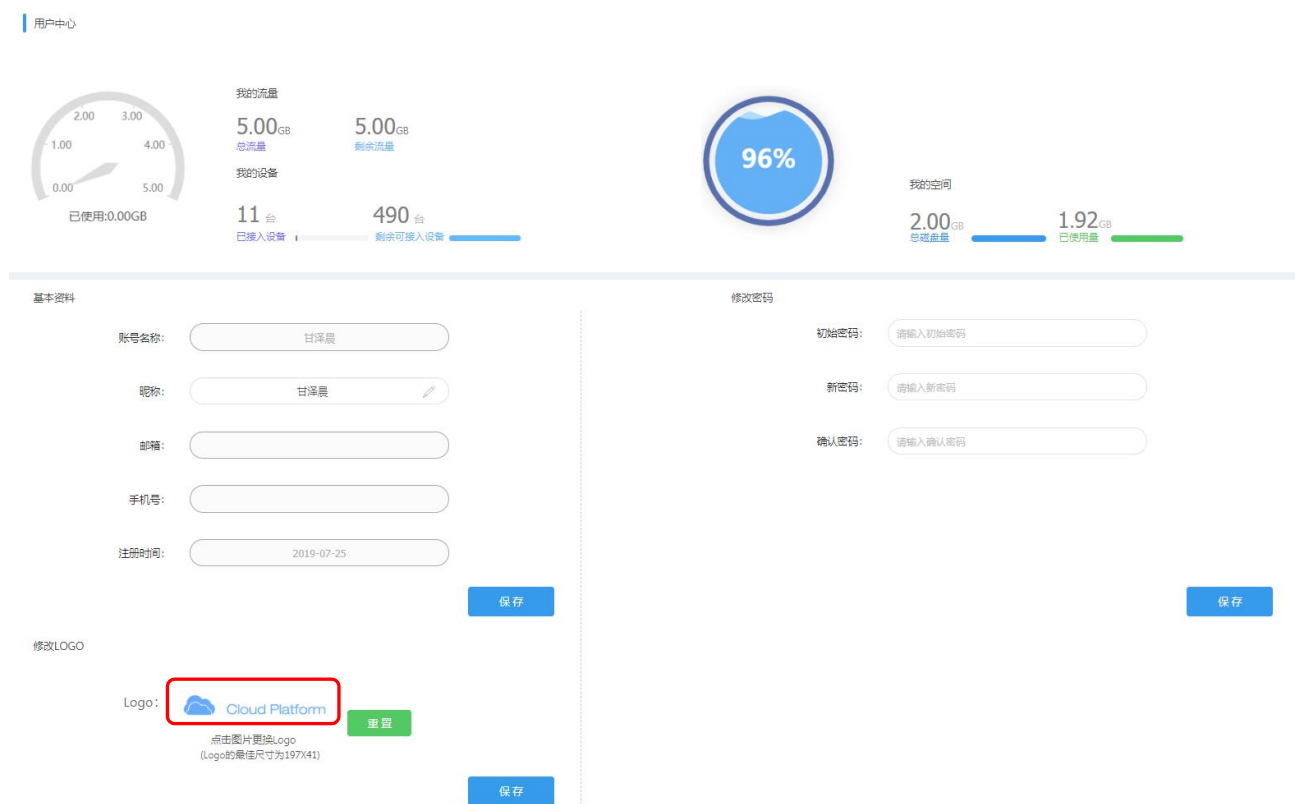 用户中心
2.00 3.00
1.00 4.00
0.00 5.00
已使用:0.00GB
我的流量
5.00GB 5.00GB
总流量 剩余流量
我的设备
11 台 490 台
已接入设备 剩余可接入设备
96%
我的空间
2.00GB 1.92GB
总磁盘量 已使用量
基本资料
账号名称： 甘泽晨
昵称： 甘泽晨
邮箱：
手机号：
注册时间： 2019-07-25
保存
修改密码
初始密码： 请输入初始密码
新密码： 请输入新密码
确认密码： 请输入确认密码
保存
修改LOGO
Logo： Cloud Platform
重置
点击图片更换Logo
(Logo的最佳尺寸为197X41)
保存